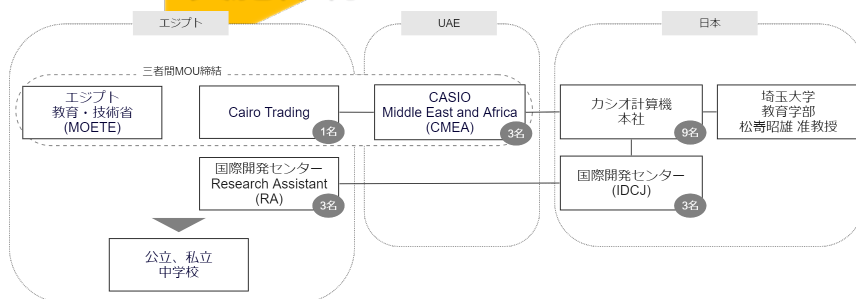 エジプト
UAE
日本
三者間MOU締結
エジプト
教育・技術省
(MOETE)
Cairo Trading
1名
CASIO
Middle East and Africa
(CMEA)
3名
カシオ計算機
本社
9名
埼玉大学
教育学部
松嵜昭雄 准教授
国際開発センター
Research Assistant
(RA)
3名
国際開発センター
(IDCJ)
3名
公立、私立
中学校